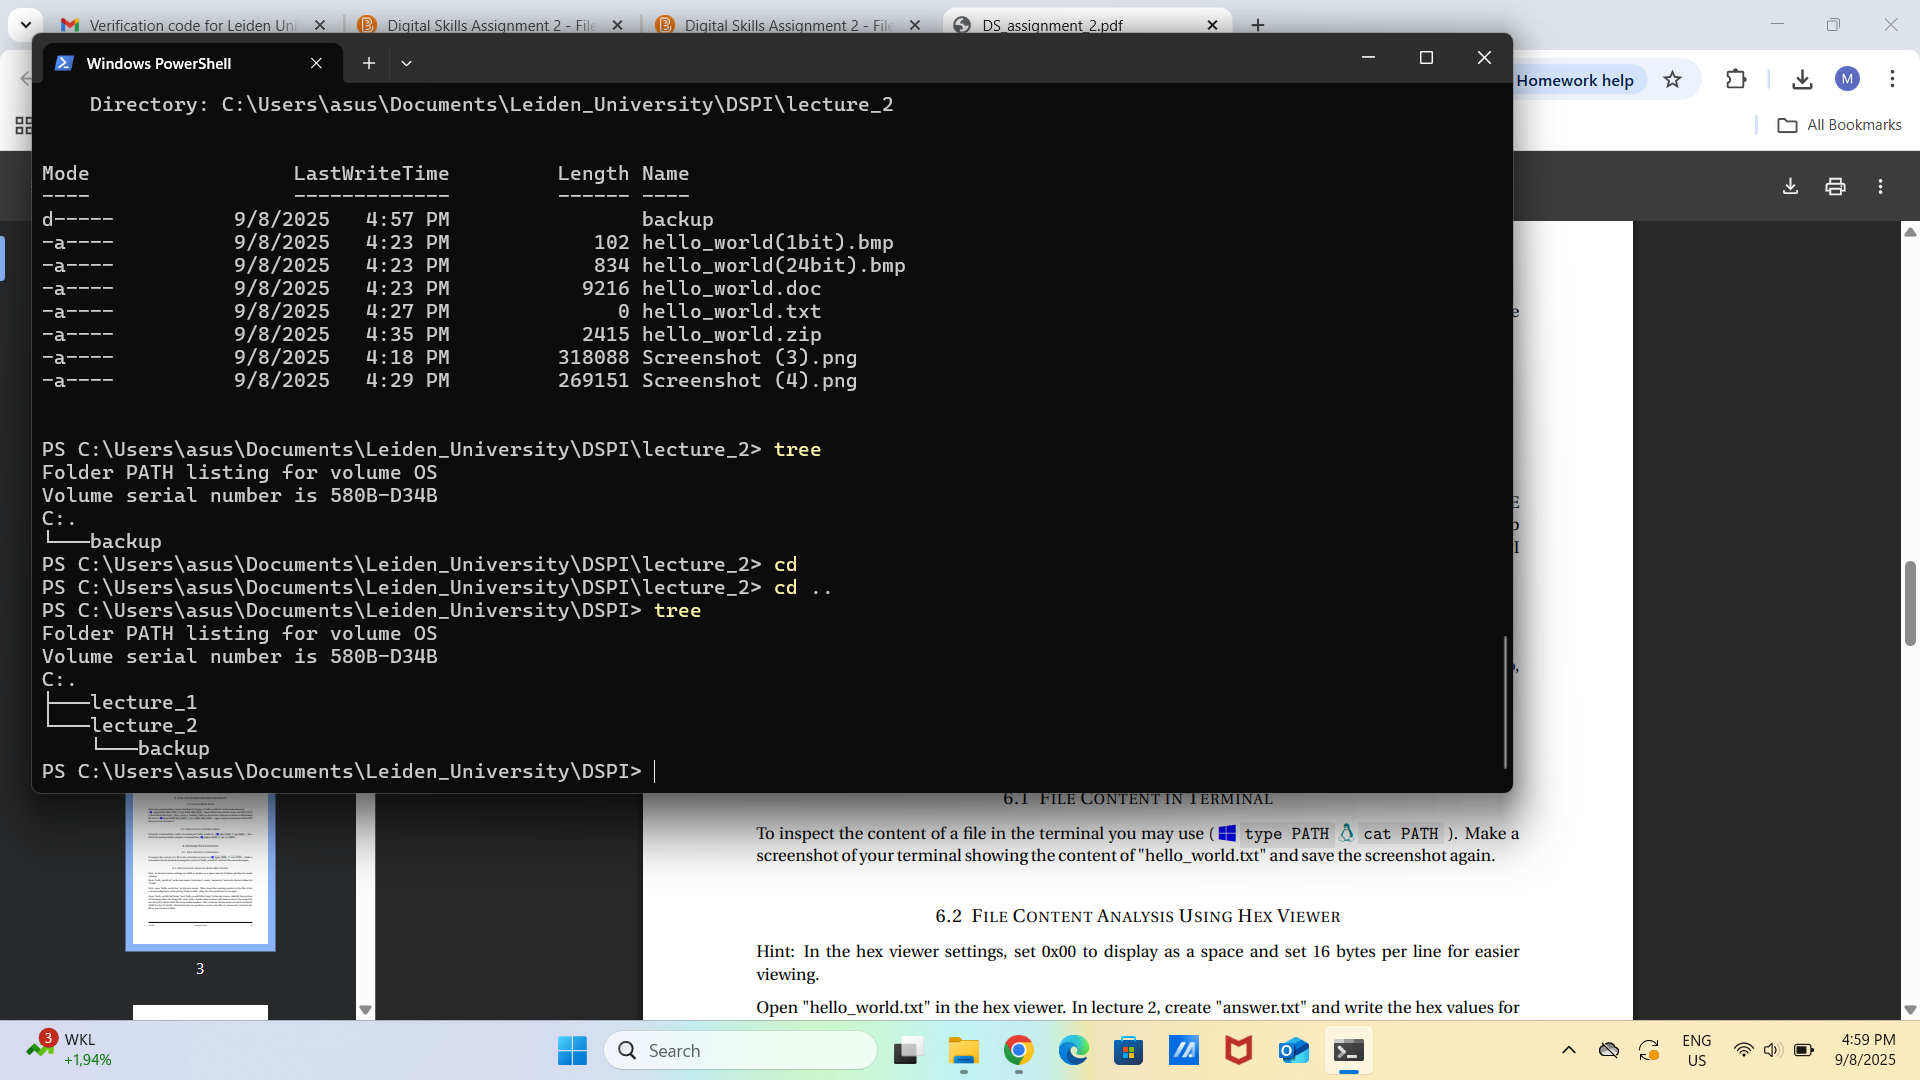 Verification code for Leiden Uni
Digital Skills Assignment 2 - File
Digital Skills Assignment 2 - File
DS_assignment_2.pdf
Windows PowerShell
Homework help
M
All Bookmarks
Directory: C:\Users\asus\Documents\Leiden_University\DSPI\lecture_2
Mode LastWriteTime Length Name
---- ------------- ------ ----
d----- 9/8/2025 4:57 PM backup
-a---- 9/8/2025 4:23 PM 102 hello_world(1bit).bmp
-a---- 9/8/2025 4:23 PM 834 hello_world(24bit).bmp
-a---- 9/8/2025 4:23 PM 9216 hello_world.doc
-a---- 9/8/2025 4:27 PM 0 hello_world.txt
-a---- 9/8/2025 4:35 PM 2415 hello_world.zip
-a---- 9/8/2025 4:18 PM 318088 Screenshot (3).png
-a---- 9/8/2025 4:29 PM 269151 Screenshot (4).png
PS C:\Users\asus\Documents\Leiden_University\DSPI\lecture_2> tree
Folder PATH listing for volume OS
Volume serial number is 580B-D34B
C:.
└───backup
PS C:\Users\asus\Documents\Leiden_University\DSPI\lecture_2> cd
PS C:\Users\asus\Documents\Leiden_University\DSPI\lecture_2> cd ..
PS C:\Users\asus\Documents\Leiden_University\DSPI> tree
Folder PATH listing for volume OS
Volume serial number is 580B-D34B
C:.
├───lecture_1
└───lecture_2
    └───backup
PS C:\Users\asus\Documents\Leiden_University\DSPI>
6.1 FILE CONTENT IN TERMINAL
To inspect the content of a file in the terminal you may use ( type PATH cat PATH ). Make a
screenshot of your terminal showing the content of "hello_world.txt" and save the screenshot again.
6.2 FILE CONTENT ANALYSIS USING HEX VIEWER
Hint: In the hex viewer settings, set 0x00 to display as a space and set 16 bytes per line for easier
viewing.
Open "hello_world.txt" in the hex viewer. In lecture 2, create "answer.txt" and write the hex values for
3
3
WKL
+1,94%
Search
ENG
US
4:59 PM
9/8/2025